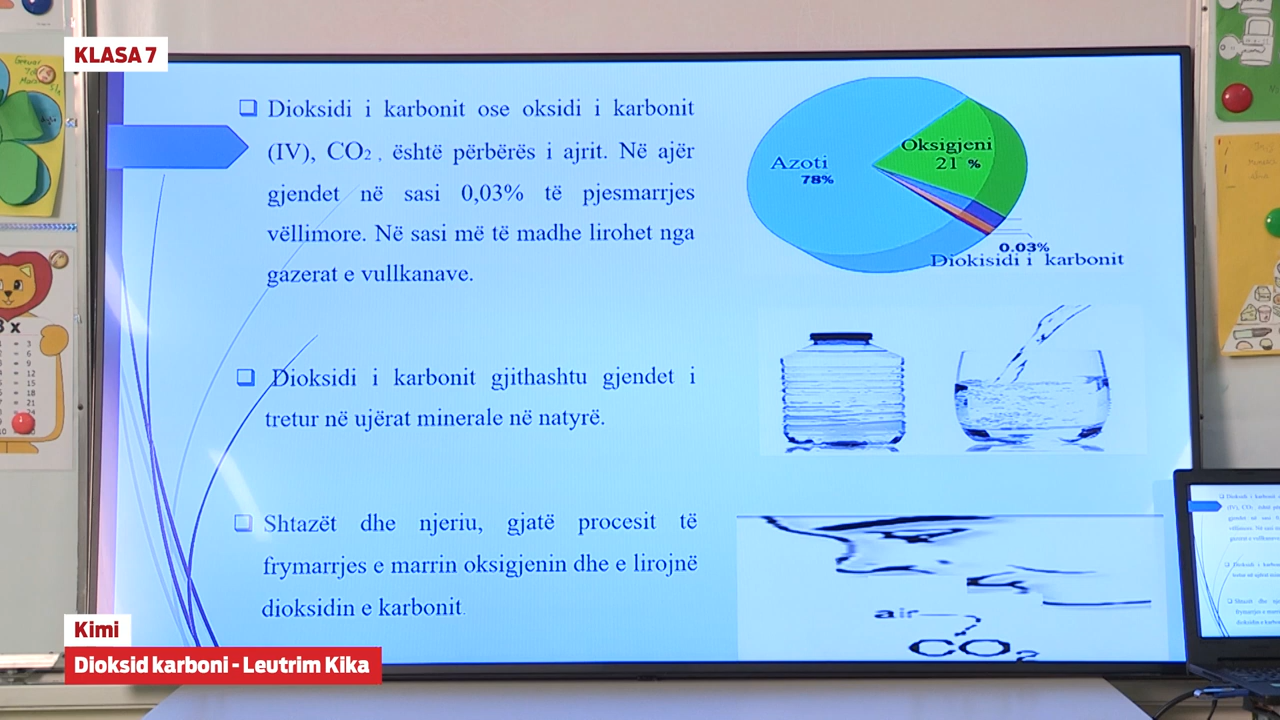 KLASA 7
Dioksidi i karbonit ose oksidi i karbonit
(IV), CO2 , është përbërës i ajrit. Në ajër
gjendet në sasi 0,03% të pjesmarrjes
vëllimore. Në sasi më të madhe lirohet nga
gazerat e vullkanave.
Azoti
78%
Oksigjeni
21 %
0.03%
Diokisidi i karbonit
Dioksidi i karbonit gjithashtu gjendet i
tretur në ujërat minerale në natyrë.
Shtazët dhe njeriu, gjatë procesit të
frymarrjes e marrin oksigjenin dhe e lirojnë
dioksidin e karbonit.
air
CO2
Kimi
Dioksid karboni - Leutrim Kika